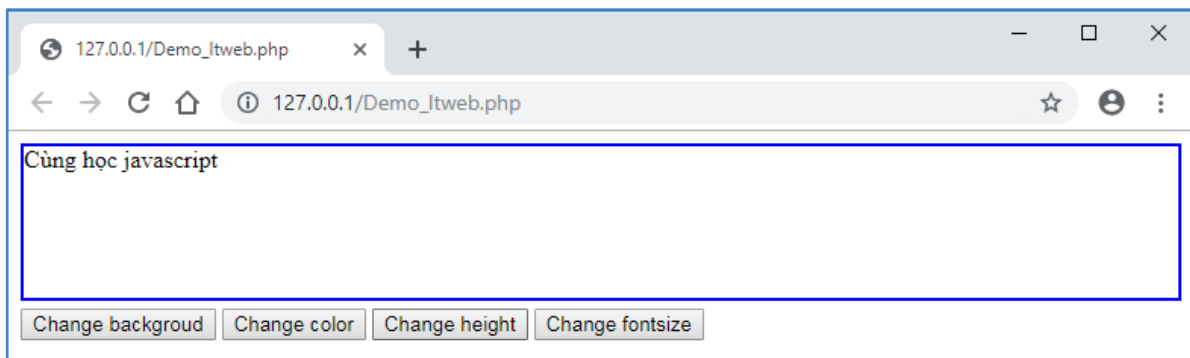 127.0.0.1/Demo_ltweb.php
127.0.0.1/Demo_ltweb.php
Cùng học javascript
Change backgroud Change color Change height Change fontsize